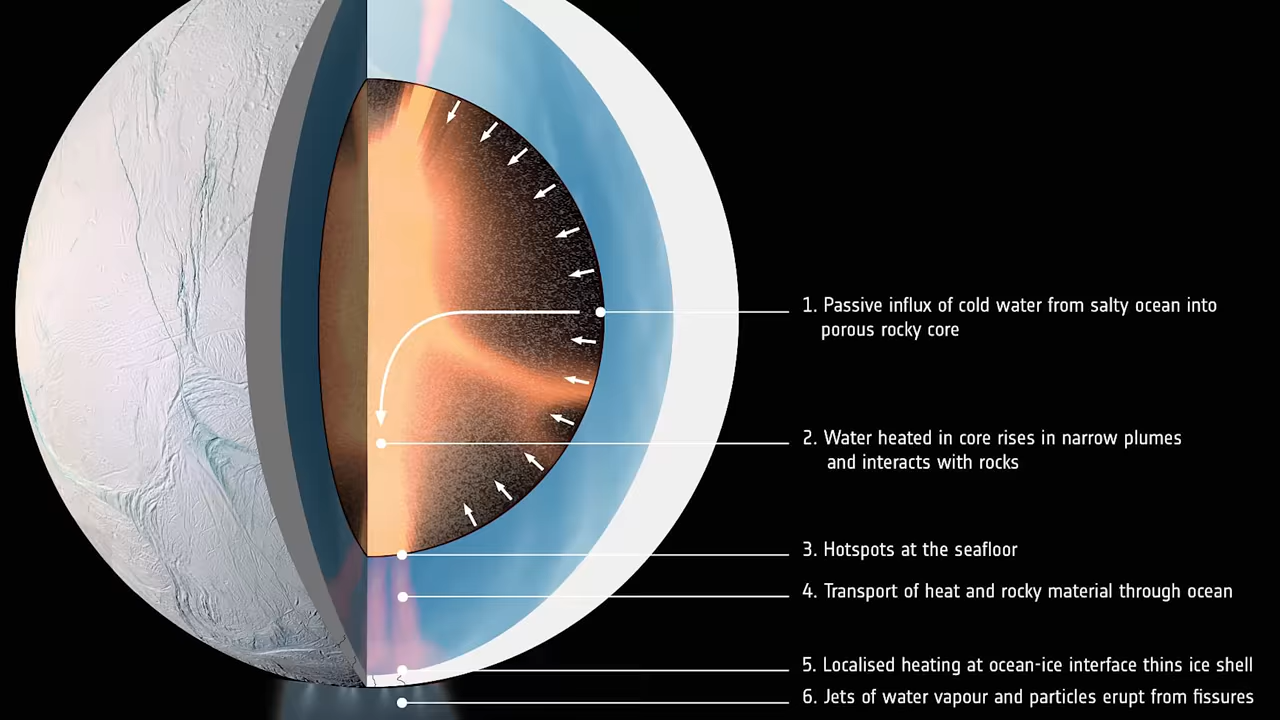 1. Passive influx of cold water from salty ocean into
porous rocky core
2. Water heated in core rises in narrow plumes
and interacts with rocks
3. Hotspots at the seafloor
4. Transport of heat and rocky material through ocean
5. Localised heating at ocean-ice interface thins ice shell
6. Jets of water vapour and particles erupt from fissures